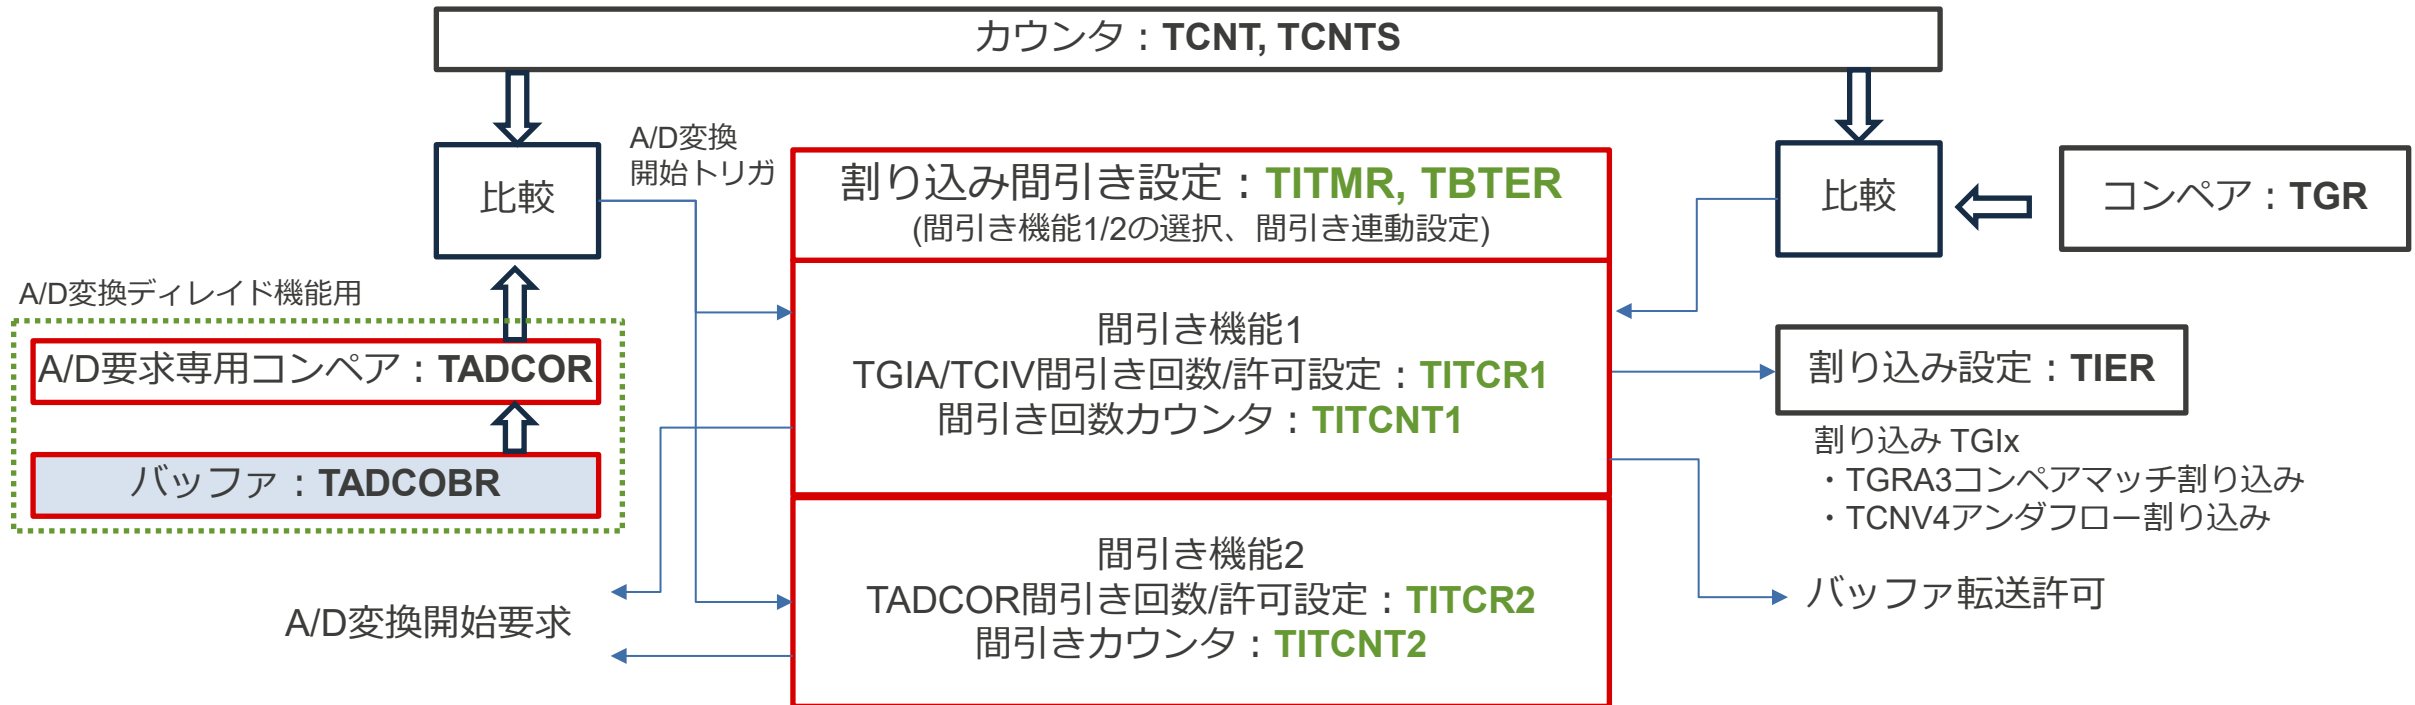 カウンタ：TCNT, TCNTS
A/D変換
開始トリガ
比較
割り込み間引き設定：TITMR, TBTER
(間引き機能1/2の選択、間引き連動設定)
比較
コンペア：TGR
A/D変換ディレイド機能用
A/D要求専用コンペア：TADCOR
バッファ：TADCOBR
間引き機能1
TGIA/TCIV間引き回数/許可設定：TITCR1
間引き回数カウンタ：TITCNT1
割り込み設定：TIER
割り込み TGIx
・TGRA3コンペアマッチ割り込み
・TCNV4アンダフロー割り込み
間引き機能2
TADCOR間引き回数/許可設定：TITCR2
間引きカウンタ：TITCNT2
A/D変換開始要求
バッファ転送許可